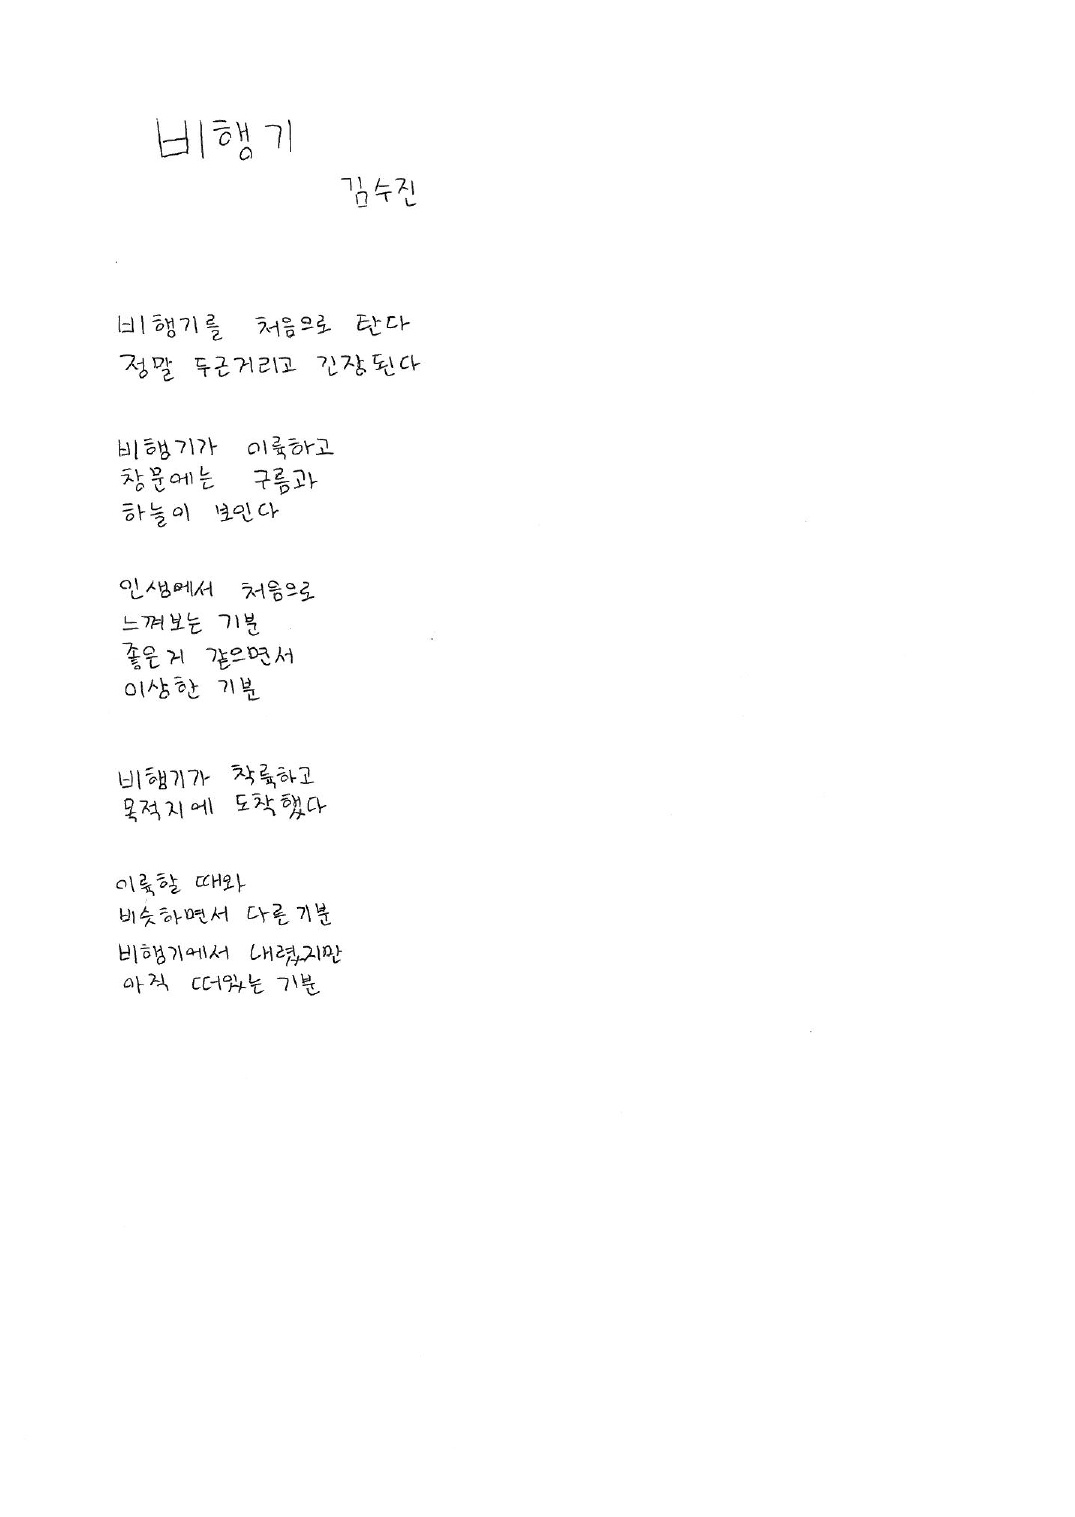 비행기
김수진
비행기를 처음으로 탄다
정말 두근거리고 긴장된다
비행기가 이륙하고
창문에는 구름과
하늘이 보인다
인생에서 처음으로
느껴보는 기분
좋은거 같으면서
이상한 기분
비행기가 착륙하고
목적지에 도착했다
이륙할 때와
비슷하면서 다른 기분
비행기에서 내렸지만
아직 떠있는 기분